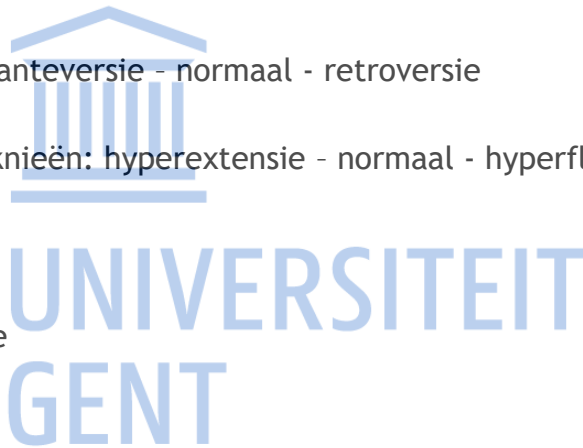 anteversie – normaal - retroversie
knieën: hyperextensie – normaal - hyperfl
UNIVERSITEIT
e
GENT